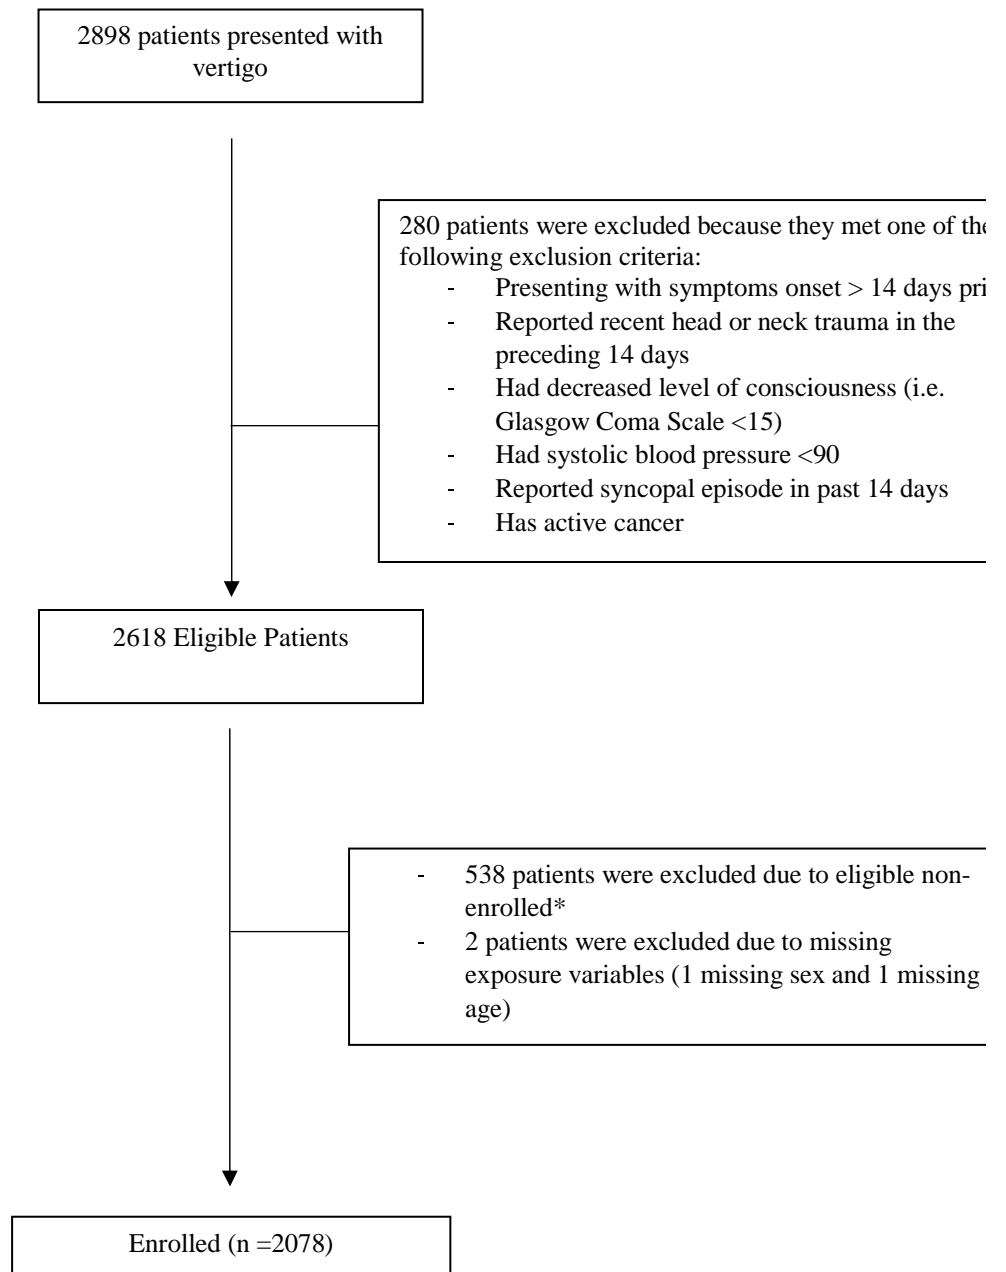 2898 patients presented with
vertigo
280 patients were excluded because they met one of the
following exclusion criteria:
- Presenting with symptoms onset > 14 days pri
- Reported recent head or neck trauma in the
preceding 14 days
- Had decreased level of consciousness (i.e.
Glasgow Coma Scale <15)
- Had systolic blood pressure <90
- Reported syncopal episode in past 14 days
- Has active cancer
2618 Eligible Patients
- 538 patients were excluded due to eligible non-
enrolled*
- 2 patients were excluded due to missing
exposure variables (1 missing sex and 1 missing
age)
Enrolled (n =2078)